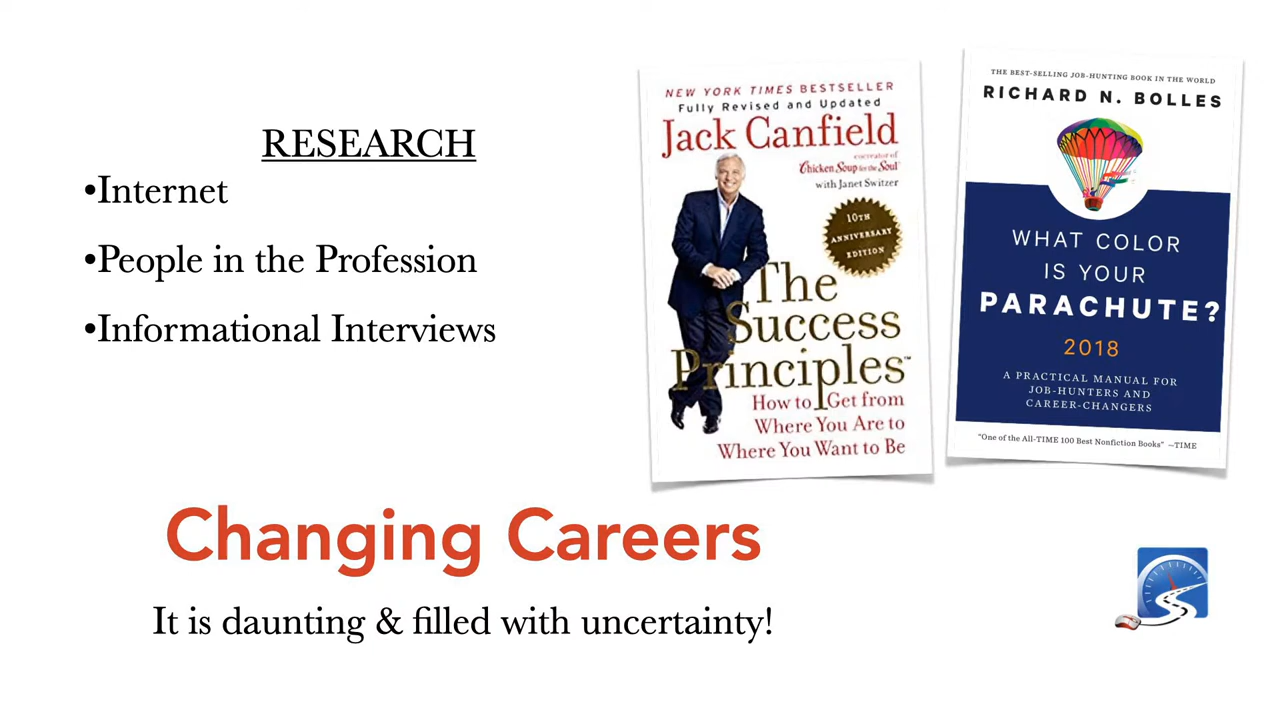 RESEARCH
•Internet
•People in the Profession
•Informational Interviews
NEW YORK TIMES BESTSELLER
Fully Revised and Updated
Jack Canfield
cocreator of
Chicken Soup for the Soul®
with Janet Switzer
10TH
ANNIVERSARY
EDITION
The
Success
Principles™
How to Get from
Where You Are to
Where You Want to Be
THE BEST-SELLING JOB-HUNTING BOOK IN THE WORLD
RICHARD N. BOLLES
WHAT COLOR
IS YOUR
PARACHUTE?
2018
A PRACTICAL MANUAL FOR
JOB-HUNTERS AND
CAREER-CHANGERS
"One of the All-TIME 100 Best Nonfiction Books" —TIME
Changing Careers
It is daunting & filled with uncertainty!